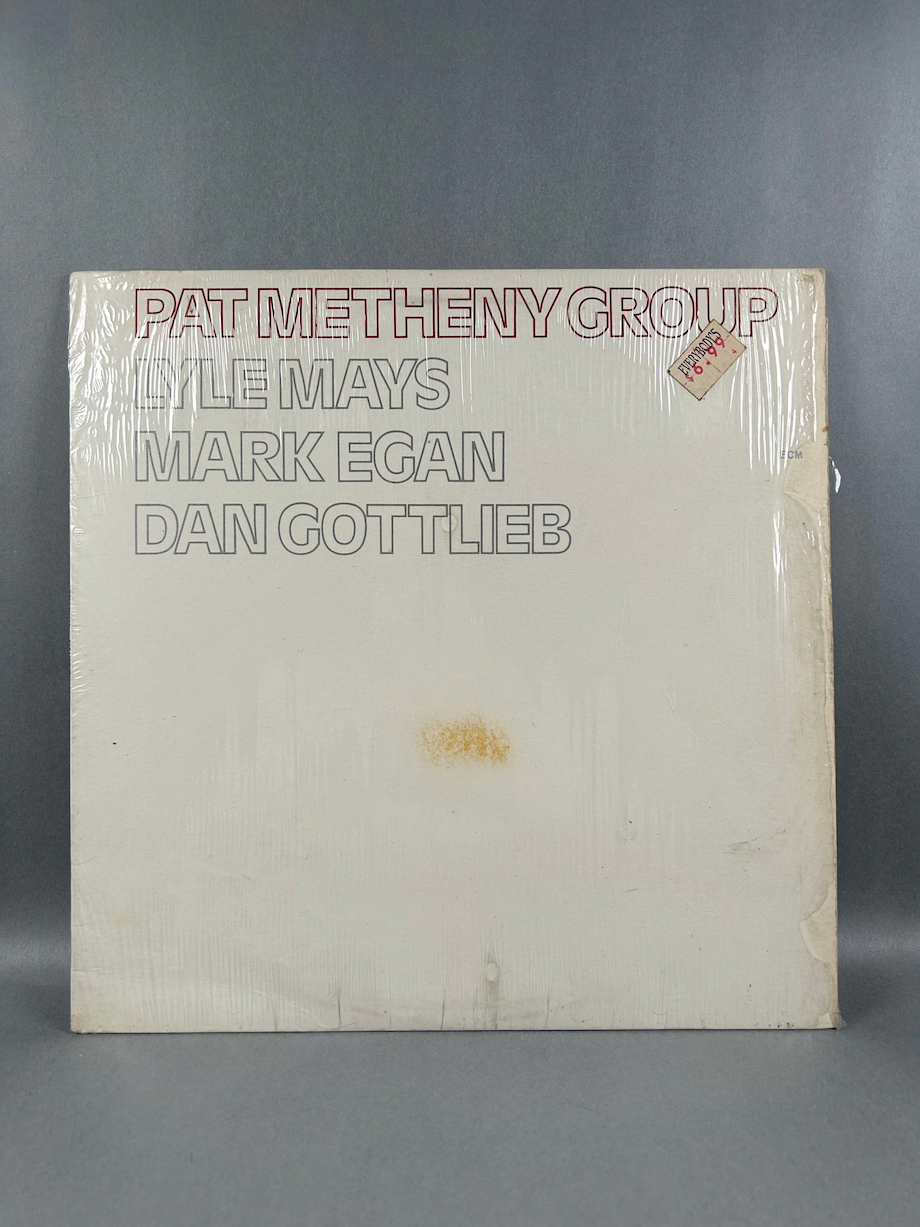 PAT METHENY GROUP
EVERYBODY'S
$6.99
LYLE MAYS
MARK EGAN
ECM
DAN GOTTLIEB